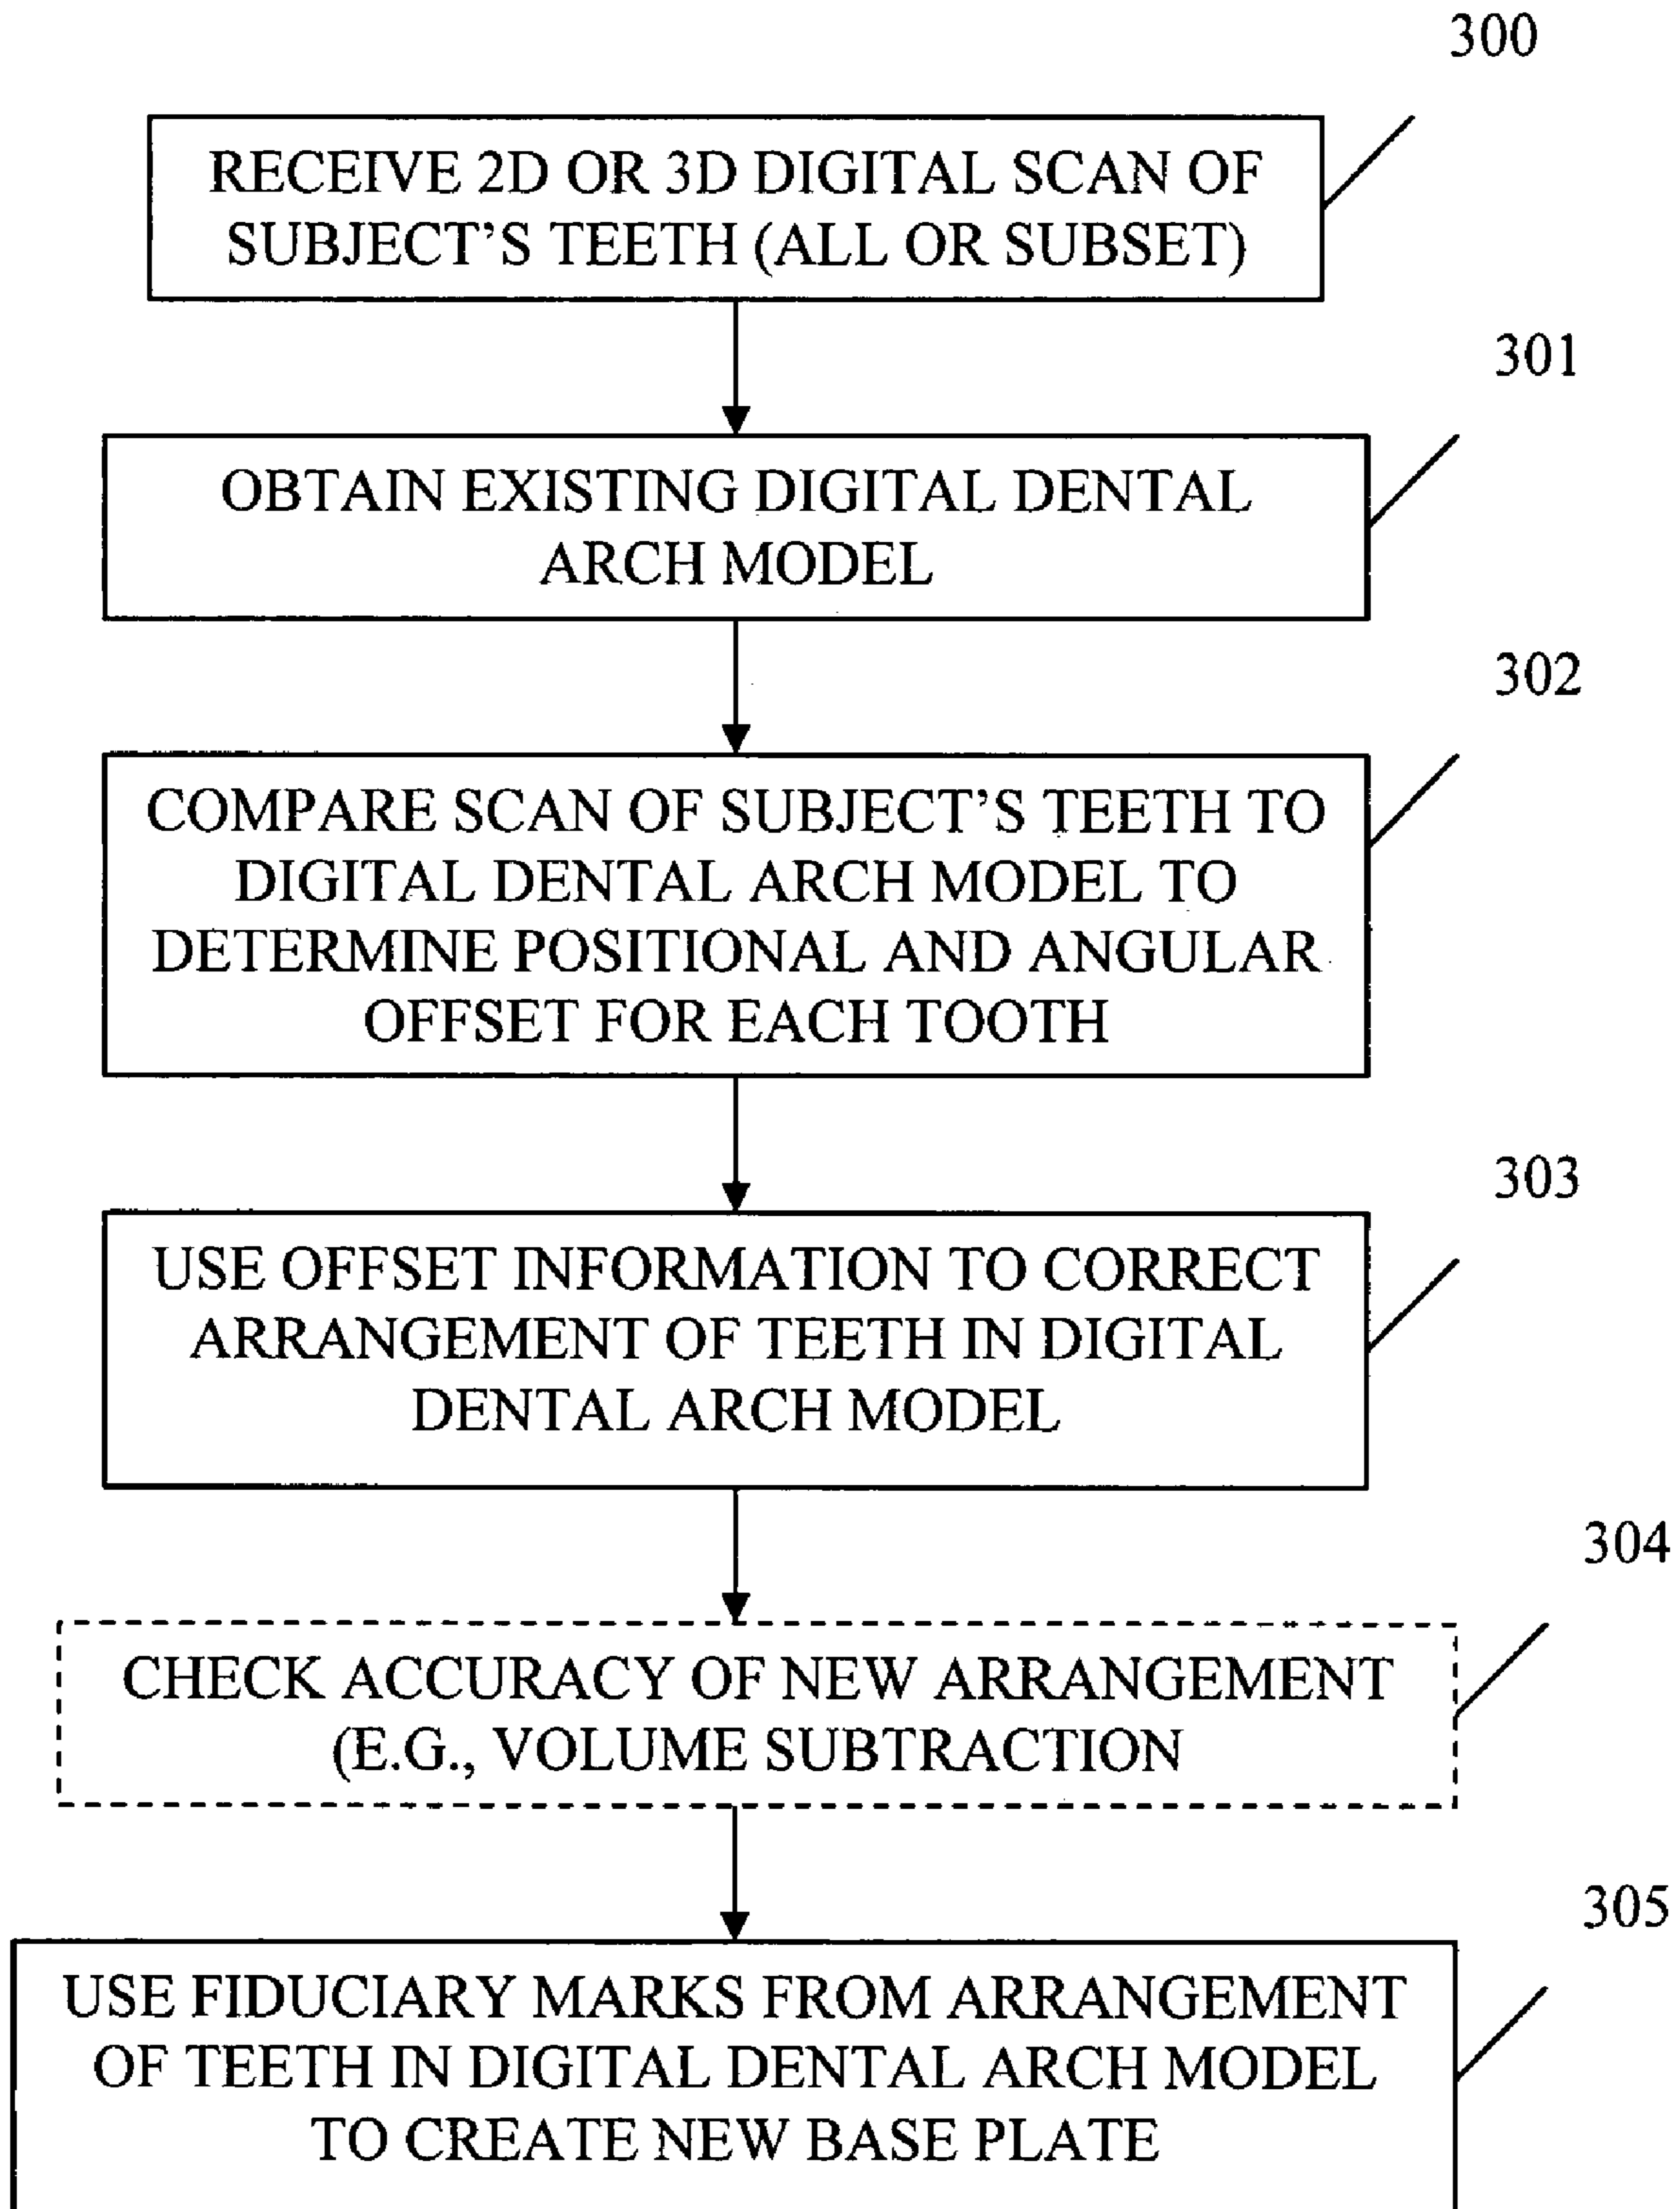 300
RECEIVE 2D OR 3D DIGITAL SCAN OF
SUBJECT'S TEETH (ALL OR SUBSET)
301
OBTAIN EXISTING DIGITAL DENTAL
ARCH MODEL
302
COMPARE SCAN OF SUBJECT'S TEETH TO
DIGITAL DENTAL ARCH MODEL TO
DETERMINE POSITIONAL AND ANGULAR
OFFSET FOR EACH TOOTH
303
USE OFFSET INFORMATION TO CORRECT
ARRANGEMENT OF TEETH IN DIGITAL
DENTAL ARCH MODEL
304
CHECK ACCURACY OF NEW ARRANGEMENT
(E.G., VOLUME SUBTRACTION
305
USE FIDUCIARY MARKS FROM ARRANGEMENT
OF TEETH IN DIGITAL DENTAL ARCH MODEL
TO CREATE NEW BASE PLATE